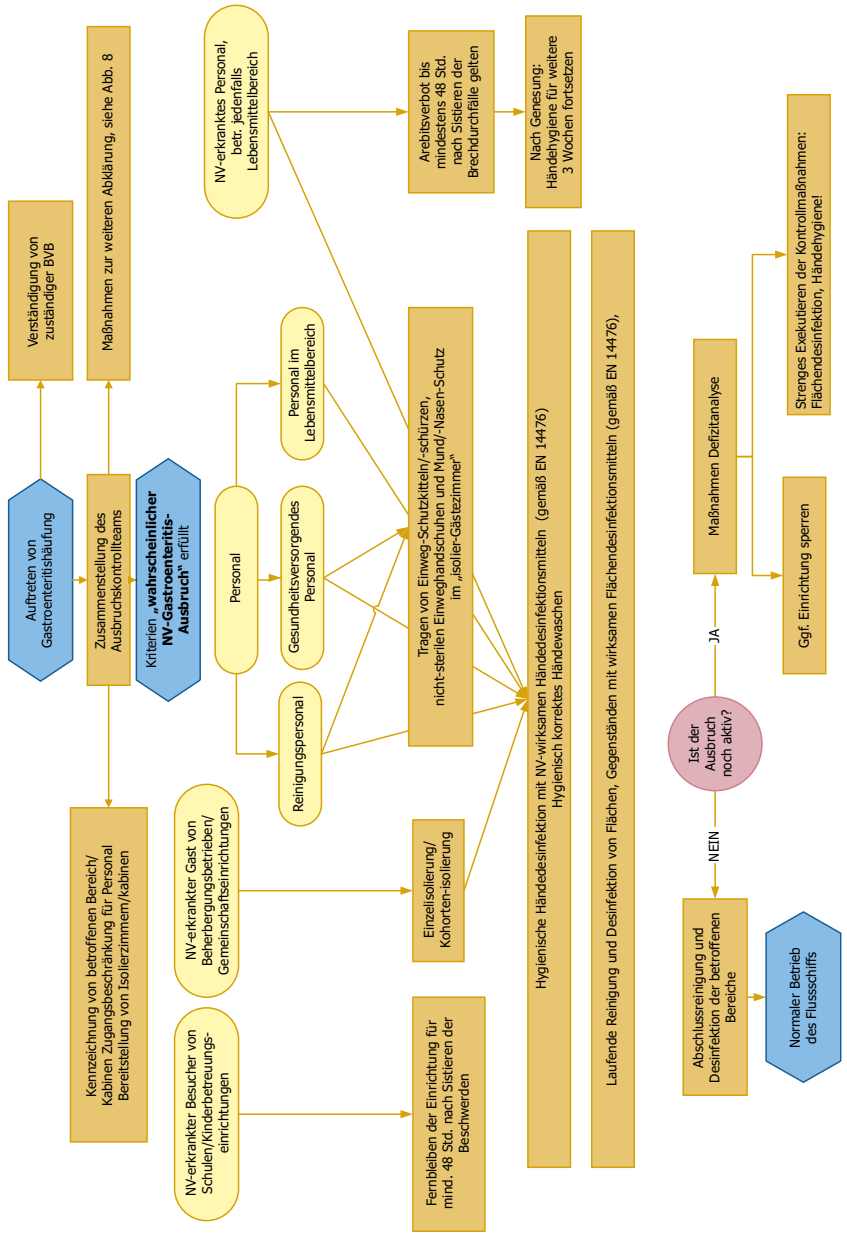 Auftreten von
Gastroenteritishäufung
Verständigung von
zuständiger BVB
Zusammenstellung des
Ausbruchskontrollteams
Maßnahmen zur weiteren Abklärung, siehe Abb. 8
Kennzeichnung von betroffenen Bereich/
Kabinen Zugangsbeschränkung für Personal
Bereitstellung von Isolierzimmern/kabinen
Kriterien „wahrscheinlicher
NV-Gastroenteritis-
Ausbruch“ erfüllt
NV-erkrankter Besucher von
Schulen/Kinderbetreuungs-
einrichtungen
NV-erkrankter Gast von
Beherbergungsbetrieben/
Gemeinschaftseinrichtungen
Personal
NV-erkranktes Personal,
betr. jedenfalls
Lebensmittelbereich
Reinigungspersonal
Gesundheitsversorgendes
Personal
Personal im
Lebensmittelbereich
Fernbleiben der Einrichtung für
mind. 48 Std. nach Sistieren der
Beschwerden
Einzelisolierung/
Kohorten-isolierung
Tragen von Einweg-Schutzkitteln/-schürzen,
nicht-sterilen Einweghandschuhen und Mund/-Nasen-Schutz
im „isolier-Gästezimmer“
Arebitsverbot bis
mindestens 48 Std.
nach Sistieren der
Brechdurchfälle gelten
Nach Genesung:
Händehygiene für weitere
3 Wochen fortsetzen
Hygienische Händedesinfektion mit NV-wirksamen Händedesinfektionsmitteln (gemäß EN 14476)
Hygienisch korrektes Händewaschen
Laufende Reinigung und Desinfektion von Flächen, Gegenständen mit wirksamen Flächendesinfektionsmitteln (gemäß EN 14476),
Ist der
Ausbruch
noch aktiv?
NEIN
JA
Abschlussreinigung und
Desinfektion der betroffenen
Bereiche
Maßnahmen Defizitanalyse
Normaler Betrieb
des Flussschiffs
Ggf. Einrichtung sperren
Strenges Exekutieren der Kontrollmaßnahmen:
Flächendesinfektion, Händehygiene!